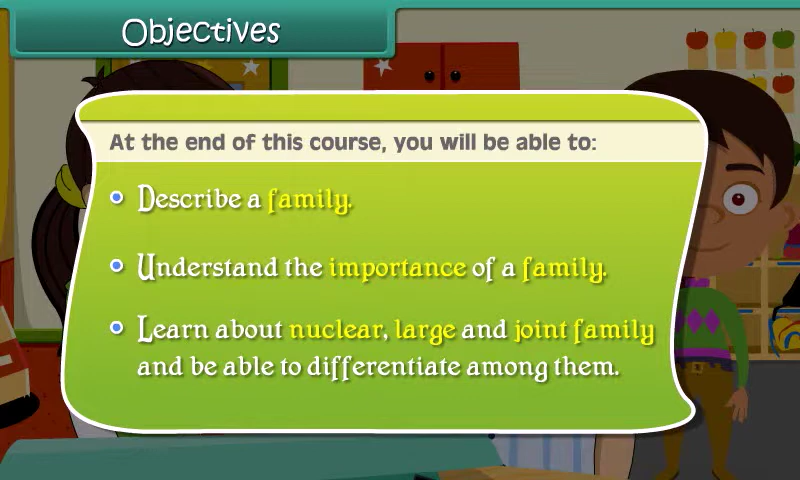 Objectives
At the end of this course, you will be able to:
Describe a family.
Understand the importance of a family.
Learn about nuclear, large and joint family
and be able to differentiate among them.